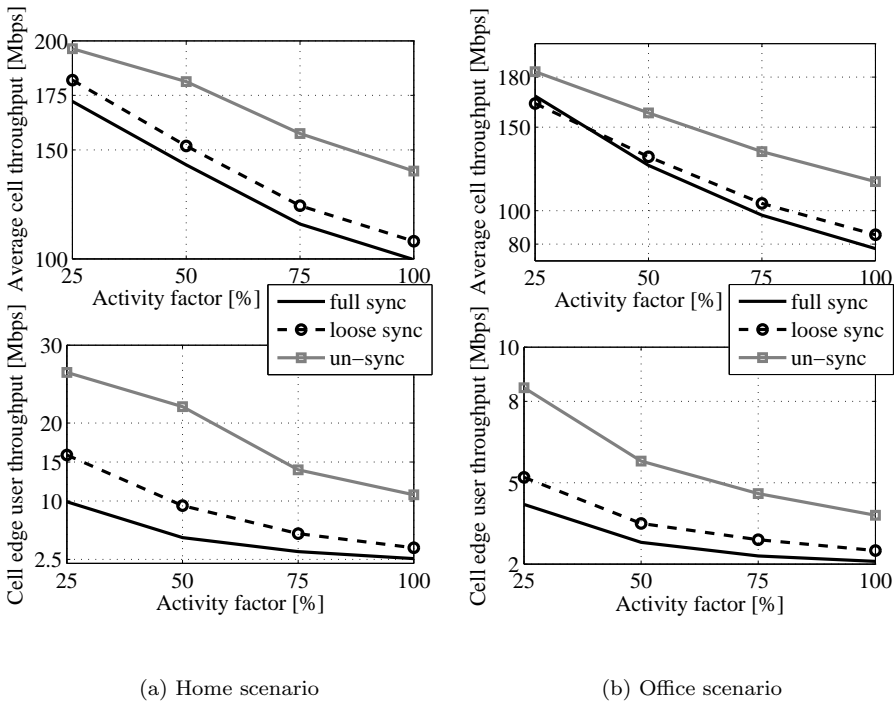 Average cell throughput [Mbps]
200
175
150
100
25
50
75
100
Activity factor [%]
Average cell throughput [Mbps]
180
150
100
80
25
50
75
100
Activity factor [%]
full sync
loose sync
un−sync
full sync
loose sync
un−sync
Cell edge user throughput [Mbps]
30
20
15
10
2.5
25
50
75
100
Activity factor [%]
Cell edge user throughput [Mbps]
10
8
5
2
25
50
75
100
Activity factor [%]
(a) Home scenario
(b) Office scenario